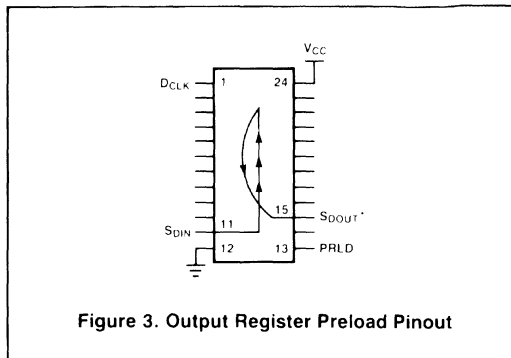 VCC
DCLK 1 24
15 SDOUT*
SDIN 11
12 13 PRLD
Figure 3. Output Register Preload Pinout